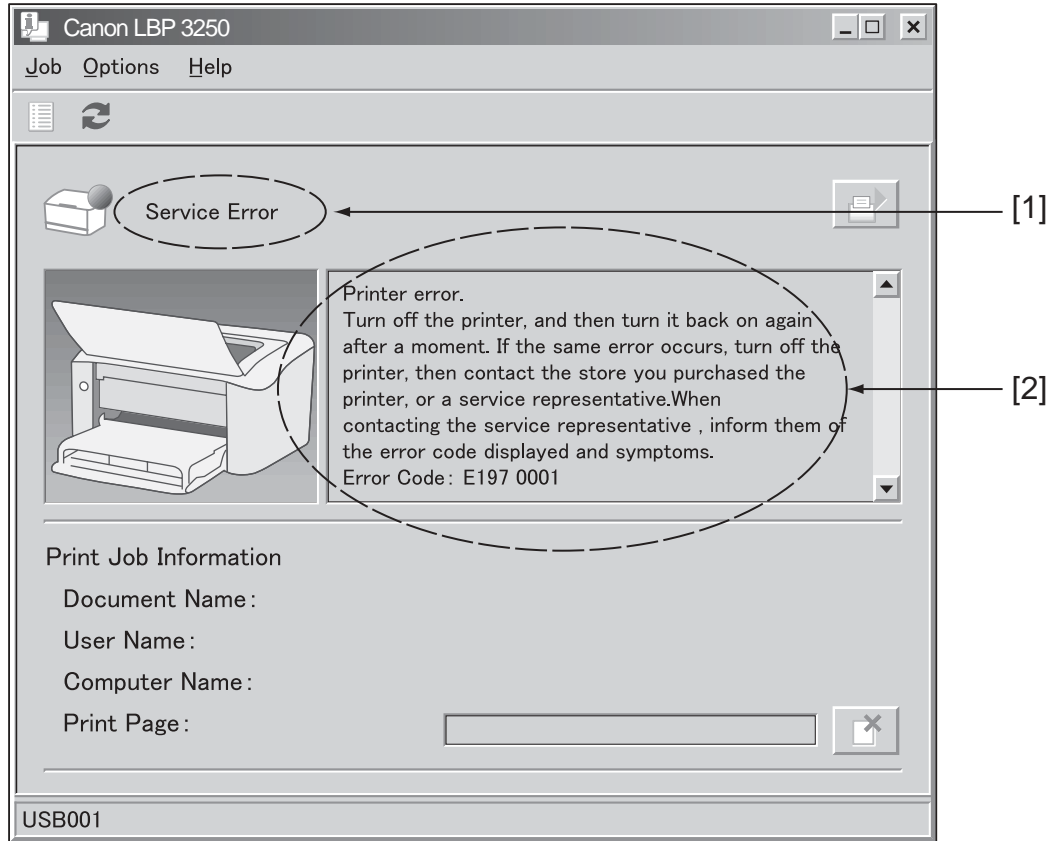 Canon LBP 3250
Job Options Help
Service Error
[1]
Printer error.
Turn off the printer, and then turn it back on again
after a moment. If the same error occurs, turn off the
printer, then contact the store you purchased the
printer, or a service representative.When
contacting the service representative , inform them of
the error code displayed and symptoms.
Error Code : E197 0001
[2]
Print Job Information
Document Name :
User Name :
Computer Name :
Print Page :
USB001